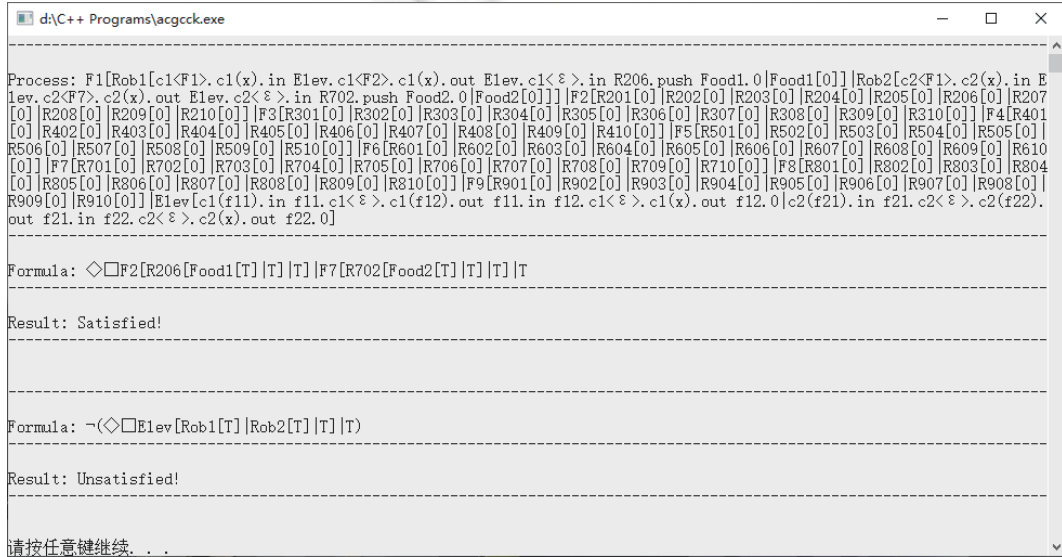 d:\C++ Programs\acgcck.exe
Process: F1[Rob1[c1<F1>.c1(x).in Elev.c1<F2>.c1(x).out Elev.c1<ε>.in R206.push Food1.0|Food1[0]]|Rob2[c2<F1>.c2(x).in E
lev.c2<F7>.c2(x).out Elev.c2<ε>.in R702.push Food2.0|Food2[0]]]|F2[R201[0]|R202[0]|R203[0]|R204[0]|R205[0]|R206[0]|R207
[0]|R208[0]|R209[0]|R210[0]]|F3[R301[0]|R302[0]|R303[0]|R304[0]|R305[0]|R306[0]|R307[0]|R308[0]|R309[0]|R310[0]]|F4[R401
[0]|R402[0]|R403[0]|R404[0]|R405[0]|R406[0]|R407[0]|R408[0]|R409[0]|R410[0]]|F5[R501[0]|R502[0]|R503[0]|R504[0]|R505[0]|
R506[0]|R507[0]|R508[0]|R509[0]|R510[0]]|F6[R601[0]|R602[0]|R603[0]|R604[0]|R605[0]|R606[0]|R607[0]|R608[0]|R609[0]|R610
[0]]|F7[R701[0]|R702[0]|R703[0]|R704[0]|R705[0]|R706[0]|R707[0]|R708[0]|R709[0]|R710[0]]|F8[R801[0]|R802[0]|R803[0]|R804
[0]|R805[0]|R806[0]|R807[0]|R808[0]|R809[0]|R810[0]]|F9[R901[0]|R902[0]|R903[0]|R904[0]|R905[0]|R906[0]|R907[0]|R908[0]|
R909[0]|R910[0]]|Elev[c1(f11).in f11.c1<ε>.c1(f12).out f11.in f12.c1<ε>.c1(x).out f12.0|c2(f21).in f21.c2<ε>.c2(f22).
out f21.in f22.c2<ε>.c2(x).out f22.0]
Formula: ◇□F2[R206[Food1[T]|T]|T]|F7[R702[Food2[T]|T]|T]|T
Result: Satisfied!
Formula: ¬(◇□Elev[Rob1[T]|Rob2[T]|T]|T)
Result: Unsatisfied!
请按任意键继续. . .